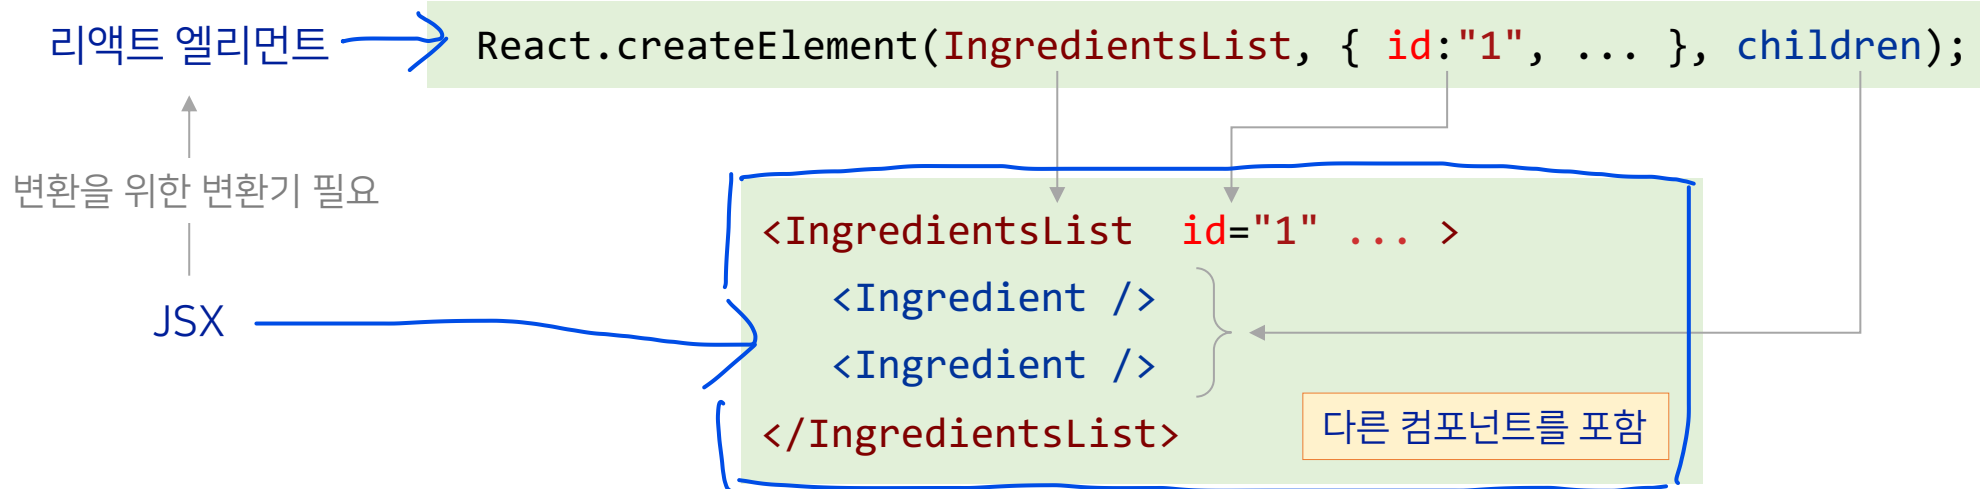 리액트 엘리먼트
React.createElement(IngredientsList, { id:"1", ... }, children);
변환을 위한 변환기 필요
JSX
<IngredientsList id="1" ... >
<Ingredient />
<Ingredient />
</IngredientsList>
다른 컴포넌트를 포함